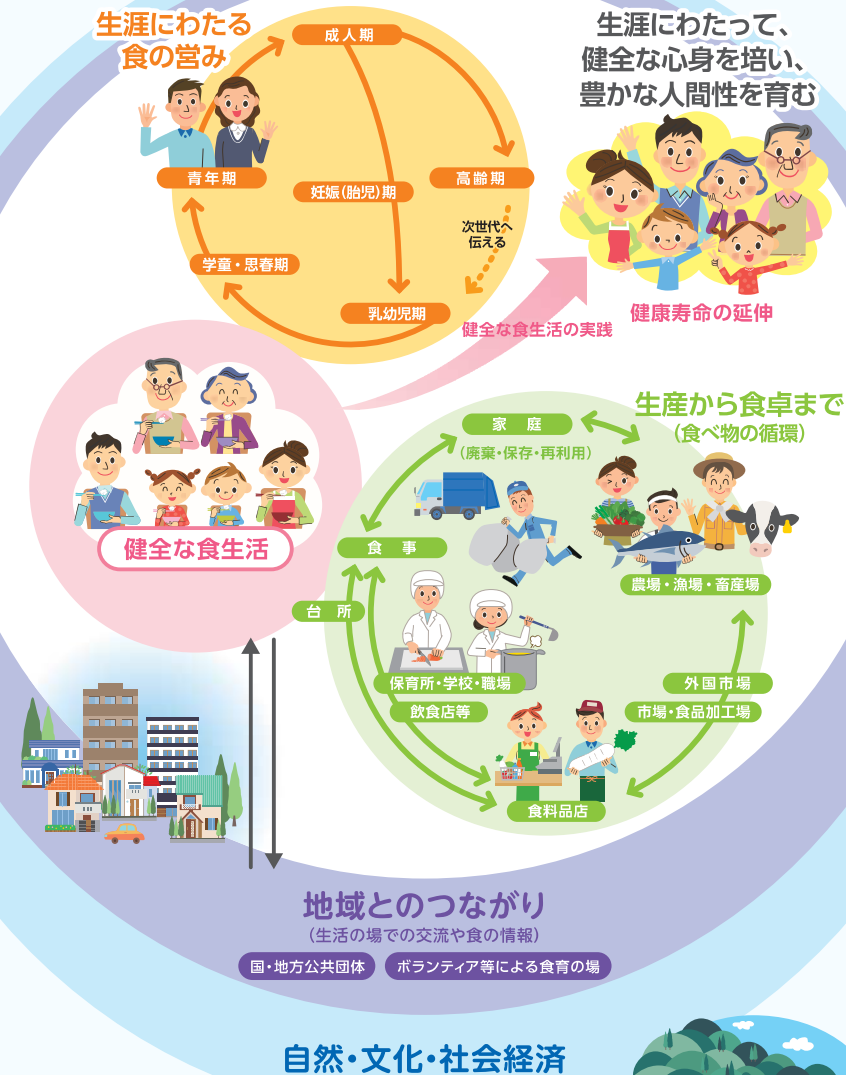 生涯にわたる
食の営み
成人期
青年期
妊娠(胎児)期
高齢期
次世代へ
伝える
学童・思春期
乳幼児期
生涯にわたって、
健全な心身を培い、
豊かな人間性を育む
健康寿命の延伸
健全な食生活の実践
健全な食生活
生産から食卓まで
(食べ物の循環)
家庭
(廃棄・保存・再利用)
食事
台所
農場・漁場・畜産場
保育所・学校・職場
飲食店等
外国市場
市場・食品加工場
食料品店
地域とのつながり
(生活の場での交流や食の情報)
国・地方公共団体
ボランティア等による食育の場
自然・文化・社会経済